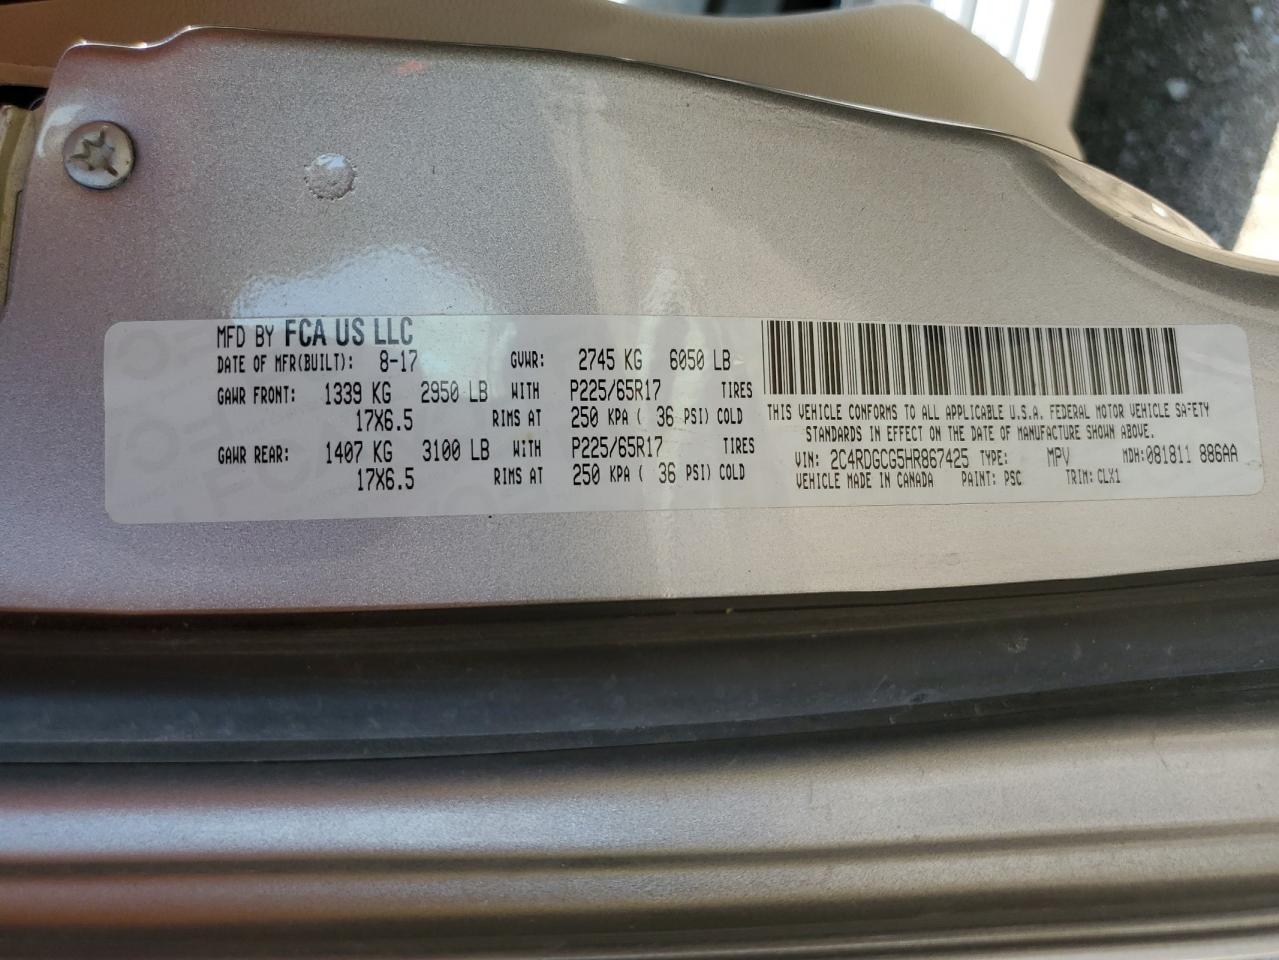 MFD BY FCA US LLC
DATE OF MFR(BUILT): 8-17 GVWR: 2745 KG 6050 LB
GAWR FRONT: 1339 KG 2950 LB WITH P225/65R17 TIRES
17X6.5 RIMS AT 250 KPA ( 36 PSI) COLD
GAWR REAR: 1407 KG 3100 LB WITH P225/65R17 TIRES
17X6.5 RIMS AT 250 KPA ( 36 PSI) COLD
THIS VEHICLE CONFORMS TO ALL APPLICABLE U.S.A. FEDERAL MOTOR VEHICLE SAFETY
STANDARDS IN EFFECT ON THE DATE OF MANUFACTURE SHOWN ABOVE.
VIN: 2C4RDGCG5HR867425 TYPE: MPV MDH:081811 886AA
VEHICLE MADE IN CANADA PAINT: PSC TRIM: CLX1